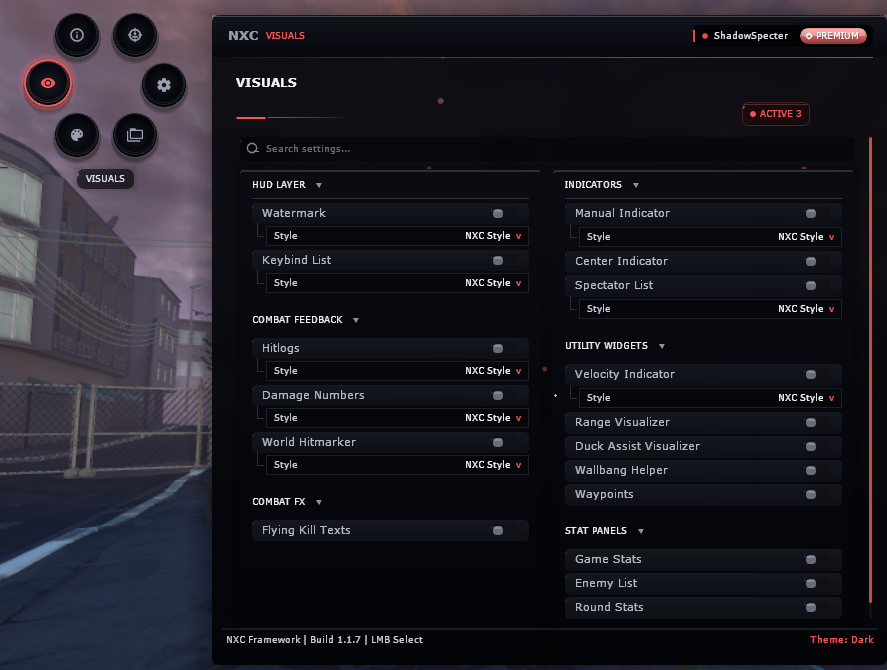 NXC VISUALS
ShadowSpecter PREMIUM
VISUALS
ACTIVE 3
Search settings...
VISUALS
HUD LAYER
Watermark
Style NXC Style v
Keybind List
Style NXC Style v
COMBAT FEEDBACK
Hitlogs
Style NXC Style v
Damage Numbers
Style NXC Style v
World Hitmarker
Style NXC Style v
COMBAT FX
Flying Kill Texts
INDICATORS
Manual Indicator
Style NXC Style v
Center Indicator
Spectator List
Style NXC Style v
UTILITY WIDGETS
Velocity Indicator
Style NXC Style v
Range Visualizer
Duck Assist Visualizer
Wallbang Helper
Waypoints
STAT PANELS
Game Stats
Enemy List
Round Stats
NXC Framework | Build 1.1.7 | LMB Select
Theme: Dark